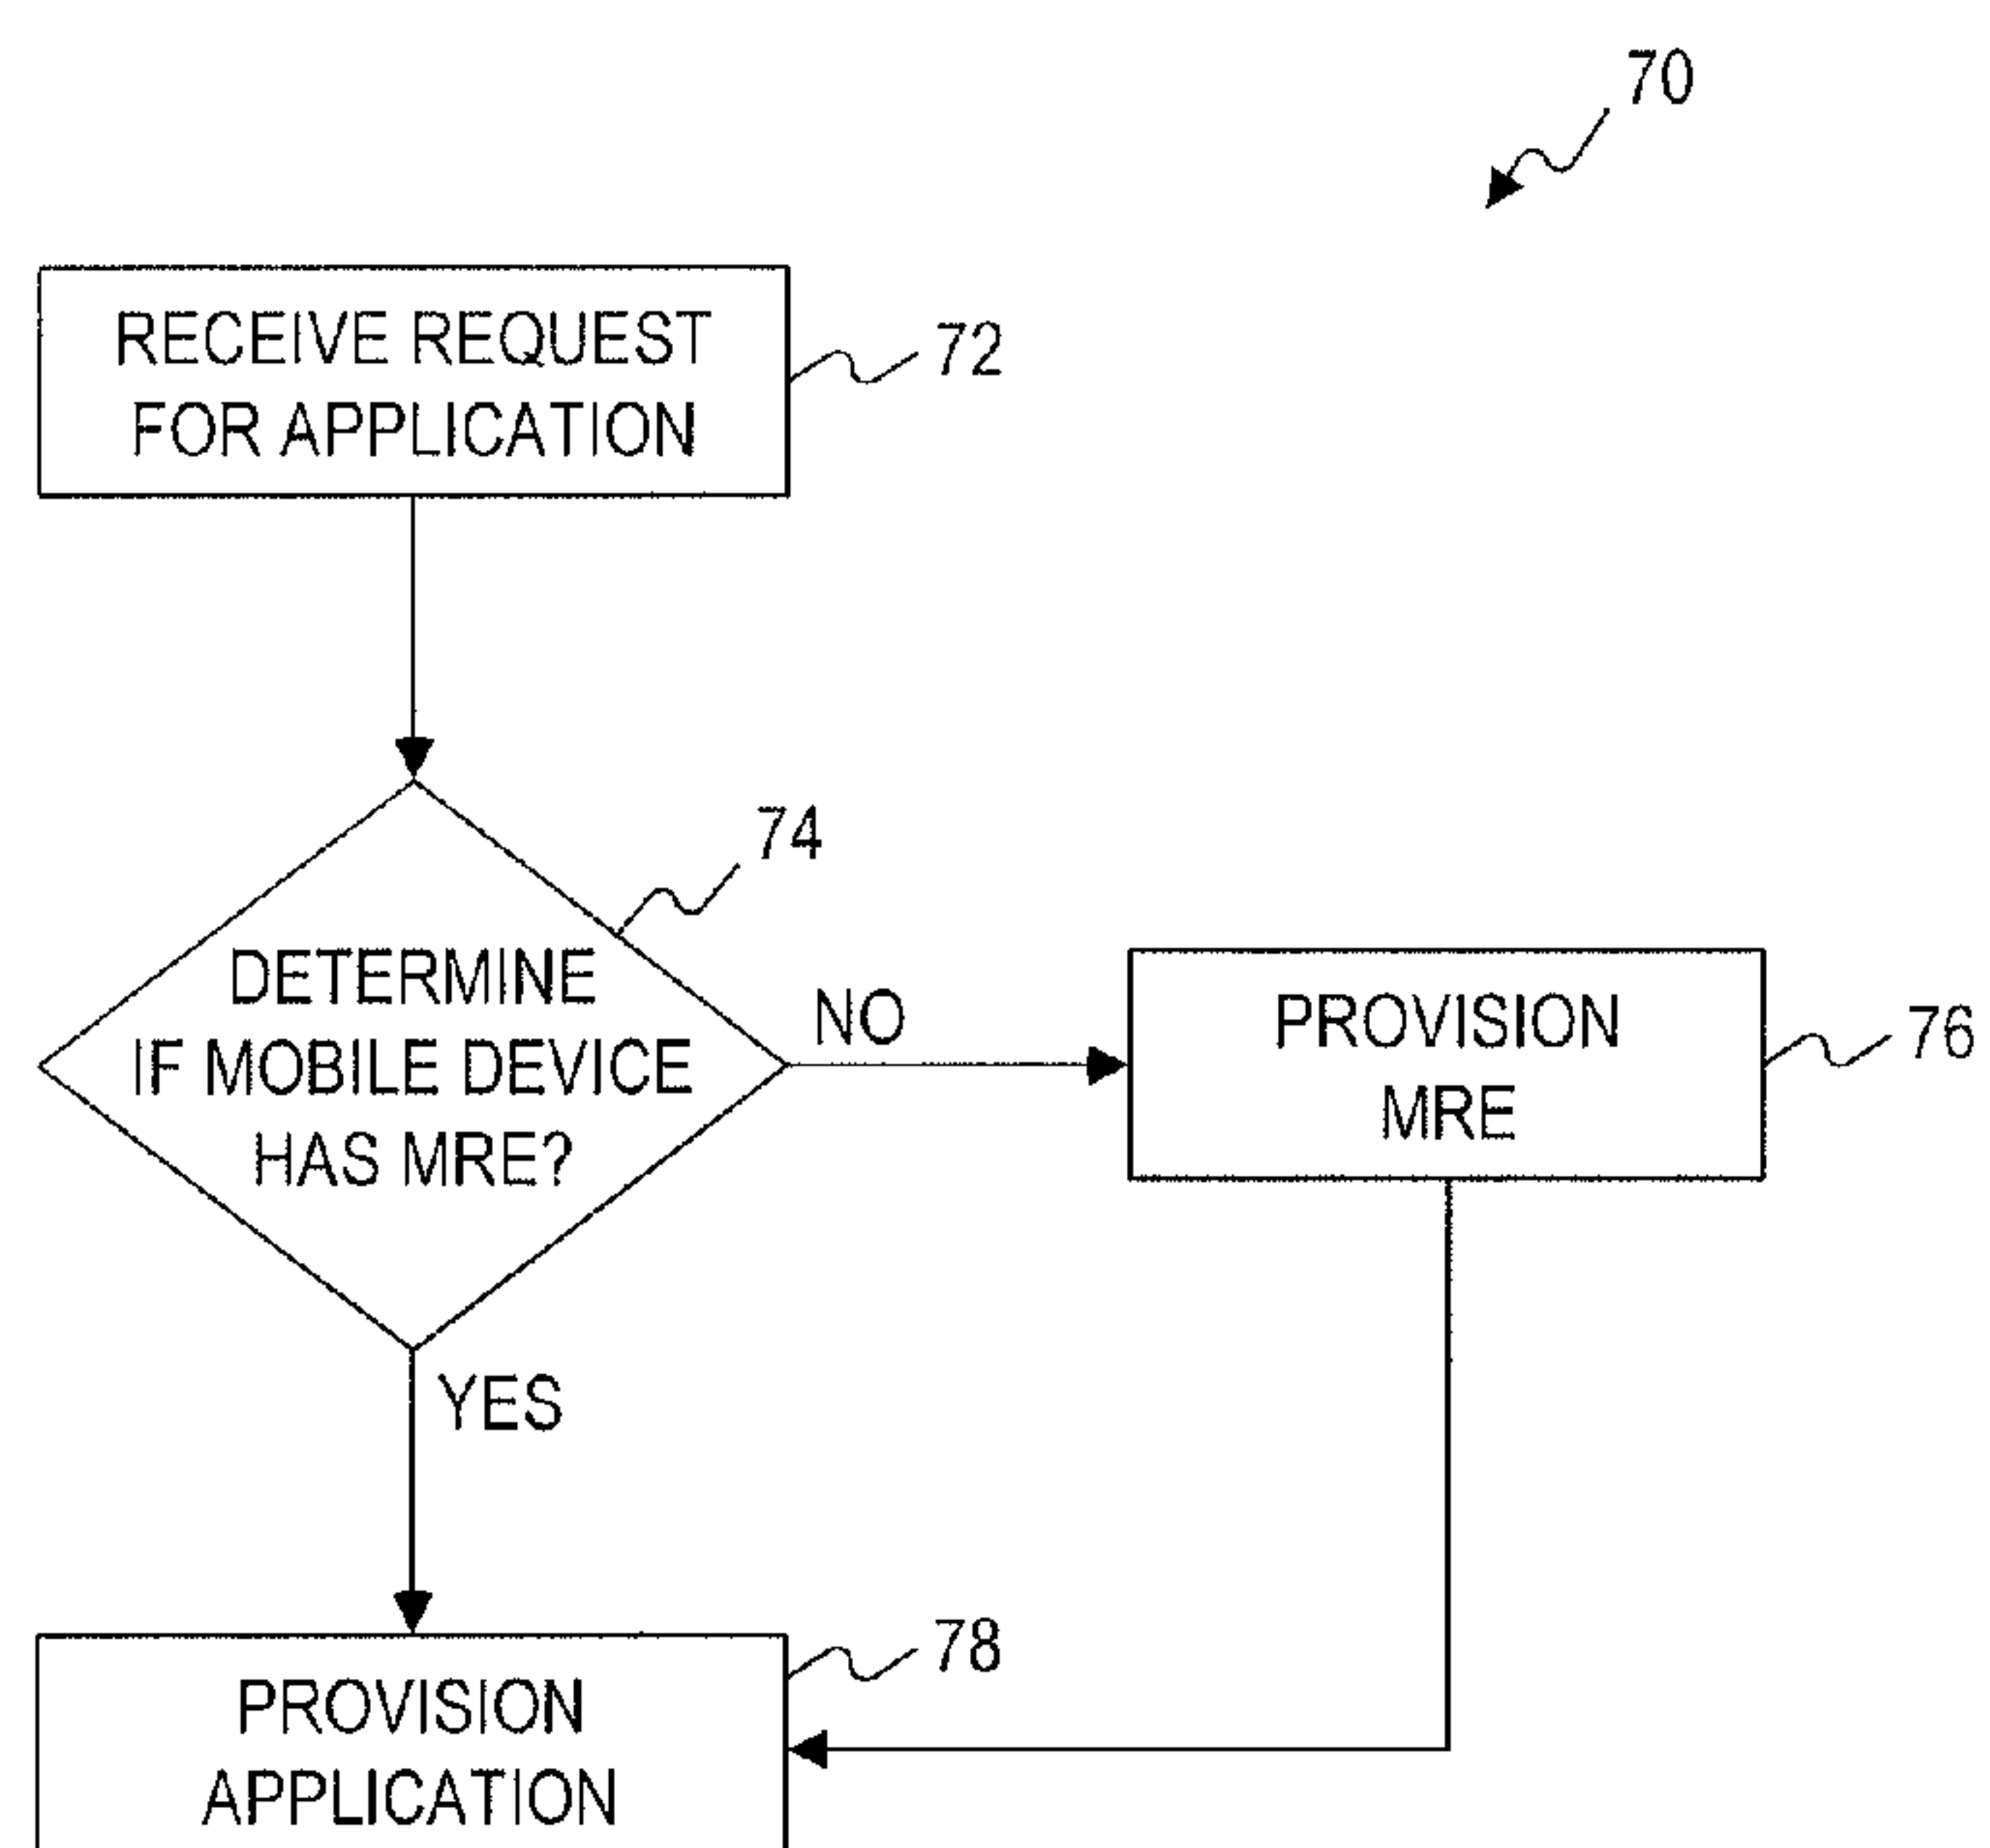 70
RECEIVE REQUEST
FOR APPLICATION
72
74
DETERMINE
IF MOBILE DEVICE
HAS MRE?
NO
PROVISION
MRE
76
YES
78
PROVISION
APPLICATION